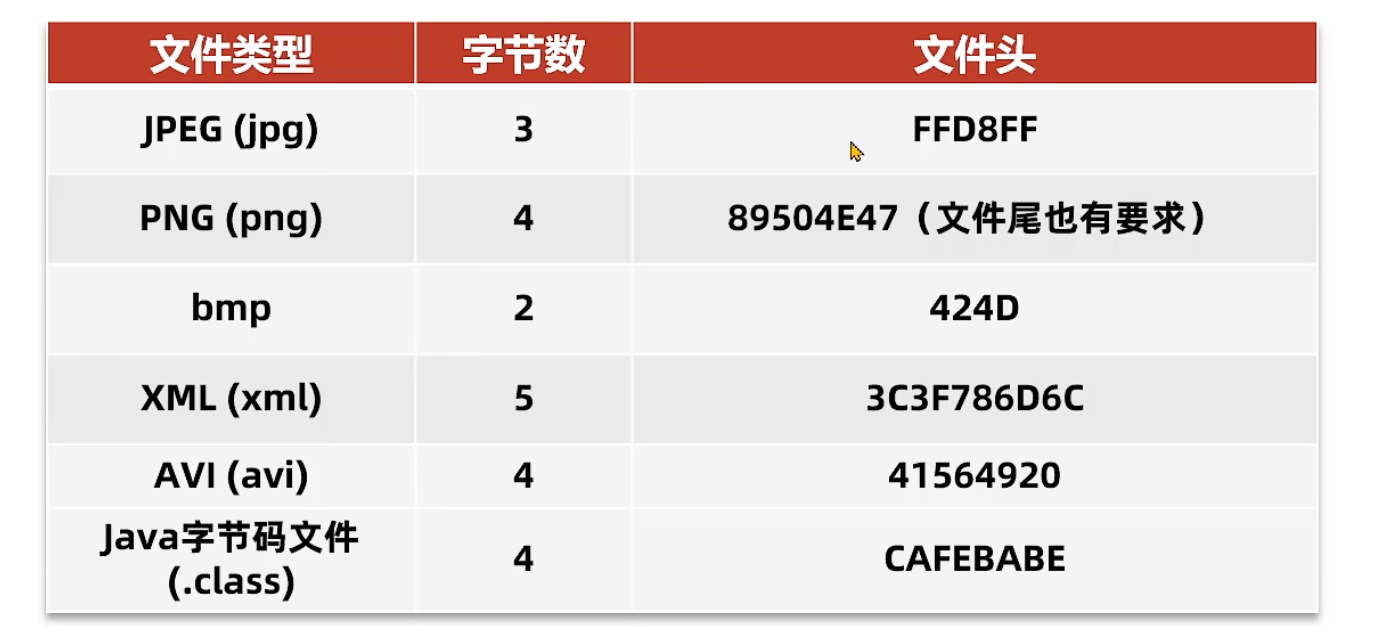 文件类型 字节数 文件头
JPEG (jpg) 3 FFD8FF
PNG (png) 4 89504E47（文件尾也有要求）
bmp 2 424D
XML (xml) 5 3C3F786D6C
AVI (avi) 4 41564920
Java字节码文件
(.class) 4 CAFEBABE